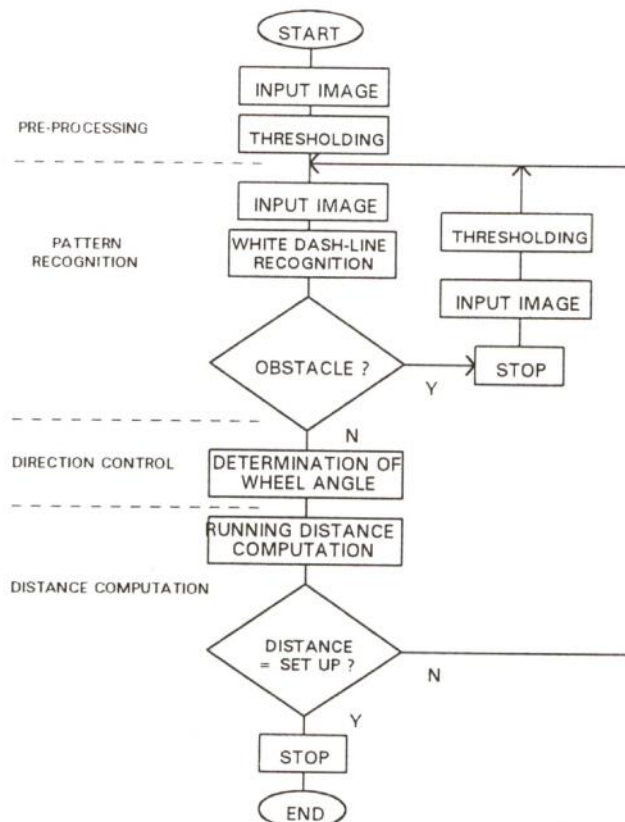 START
INPUT IMAGE
PRE-PROCESSING
THRESHOLDING
INPUT IMAGE
PATTERN
RECOGNITION
WHITE DASH-LINE
RECOGNITION
THRESHOLDING
INPUT IMAGE
OBSTACLE ?
Y
STOP
N
DIRECTION CONTROL
DETERMINATION OF
WHEEL ANGLE
RUNNING DISTANCE
COMPUTATION
DISTANCE COMPUTATION
DISTANCE
= SET UP ?
N
Y
STOP
END